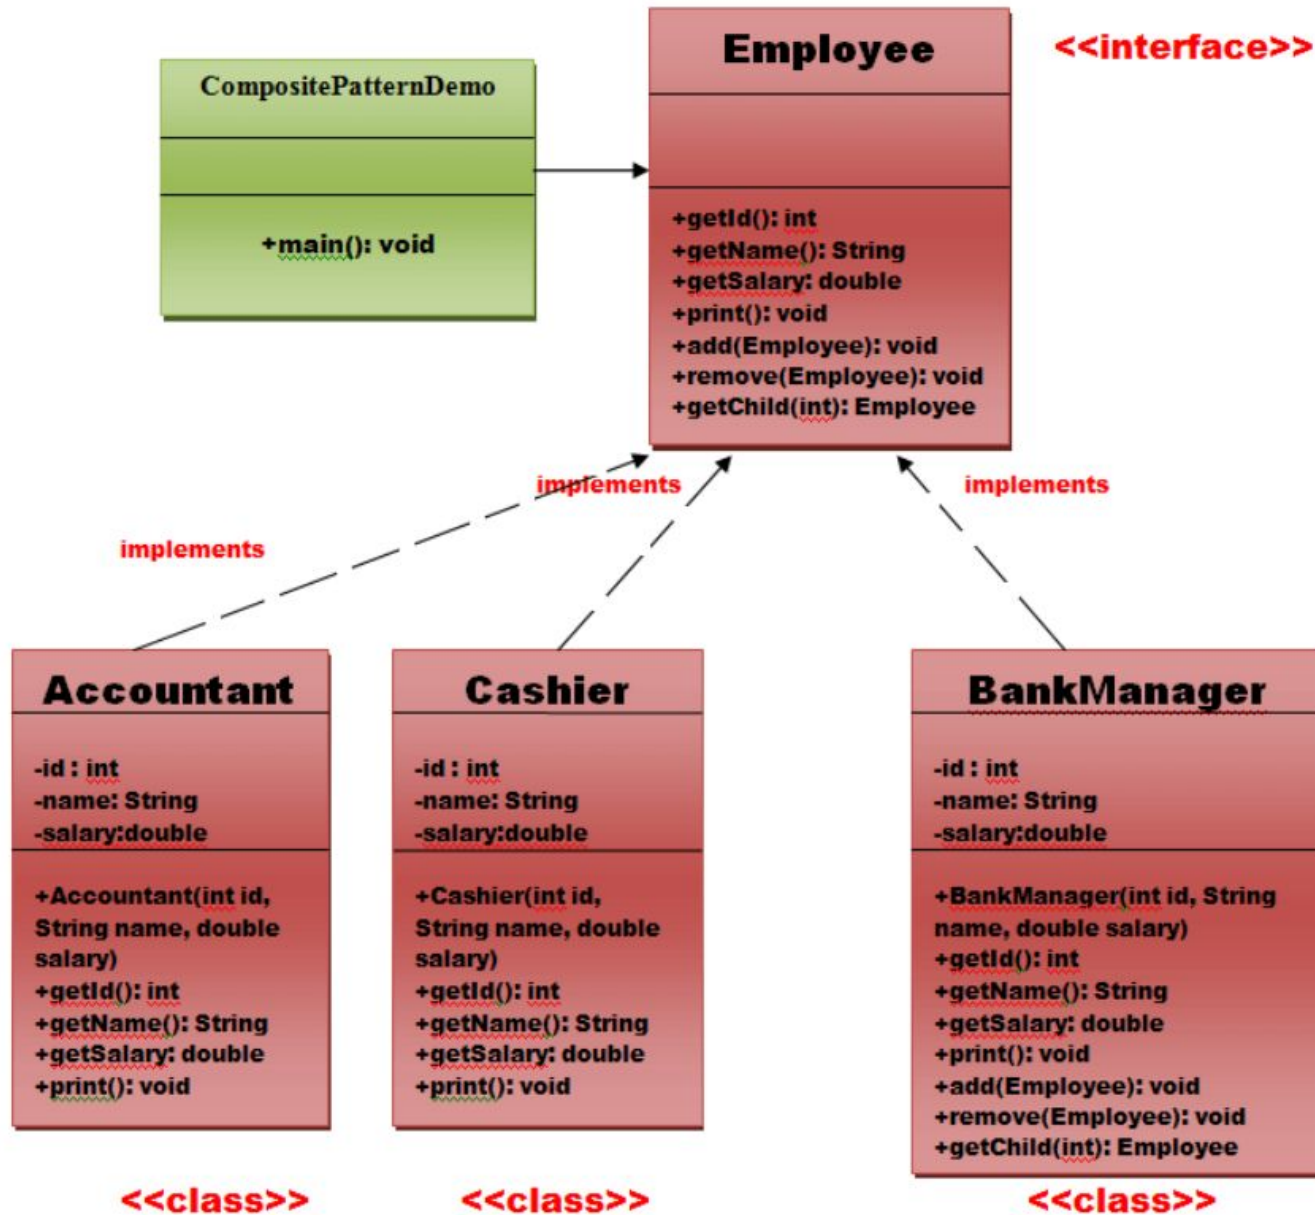 Employee
<<interface>>
+getId(): int
+getName(): String
+getSalary: double
+print(): void
+add(Employee): void
+remove(Employee): void
+getChild(int): Employee
CompositePatternDemo
+main(): void
implements
implements
implements
Accountant
-id : int
-name: String
-salary:double
+Accountant(int id,
String name, double
salary)
+getId(): int
+getName(): String
+getSalary: double
+print(): void
<<class>>
Cashier
-id : int
-name: String
-salary:double
+Cashier(int id,
String name, double
salary)
+getId(): int
+getName(): String
+getSalary: double
+print(): void
<<class>>
BankManager
-id : int
-name: String
-salary:double
+BankManager(int id, String
name, double salary)
+getId(): int
+getName(): String
+getSalary: double
+print(): void
+add(Employee): void
+remove(Employee): void
+getChild(int): Employee
<<class>>